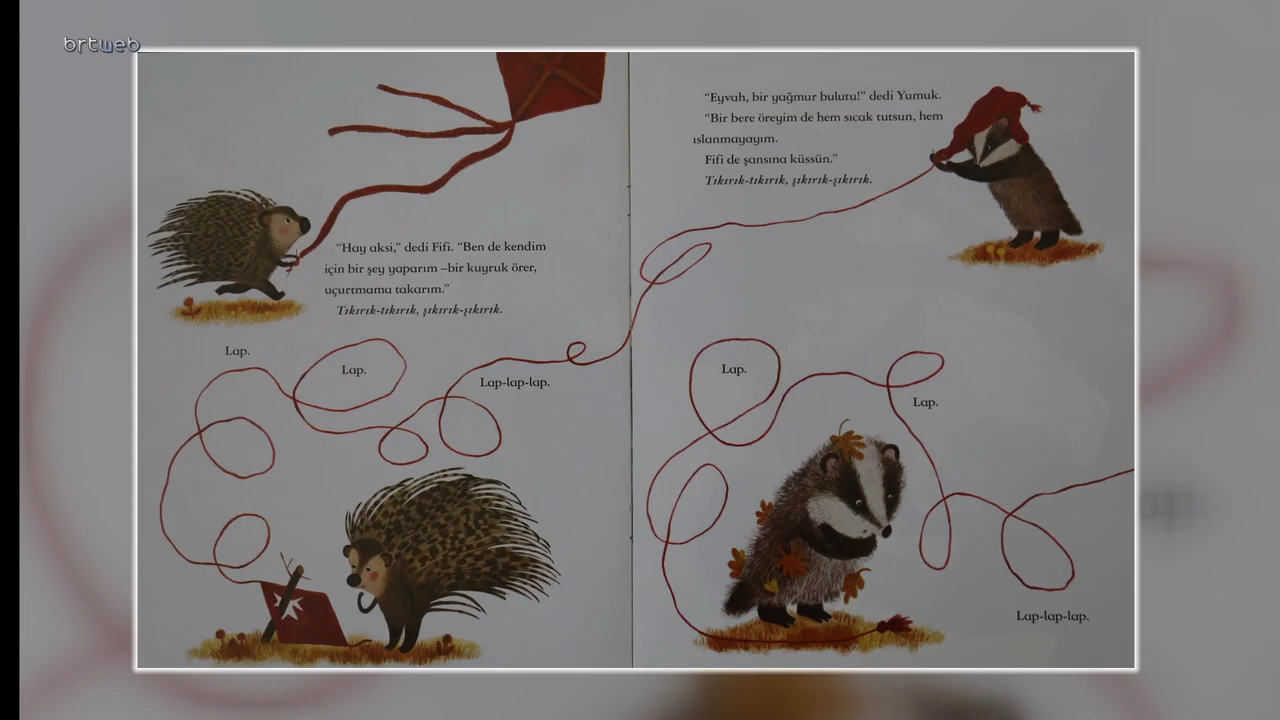 brtweb
“Hay aksi,” dedi Fifi. “Ben de kendim
için bir şey yaparım –bir kuyruk örer,
uçurtmama takarım.”
Tıkırık-tıkırık, şıkırık-şıkırık.
Lap.
Lap.
Lap-lap-lap.
“Eyvah, bir yağmur bulutu!” dedi Yumuk.
“Bir bere öreyim de hem sıcak tutsun, hem
ıslanmayayım.
Fifi de şansına küssün.”
Tıkırık-tıkırık, şıkırık-şıkırık.
Lap.
Lap.
Lap-lap-lap.